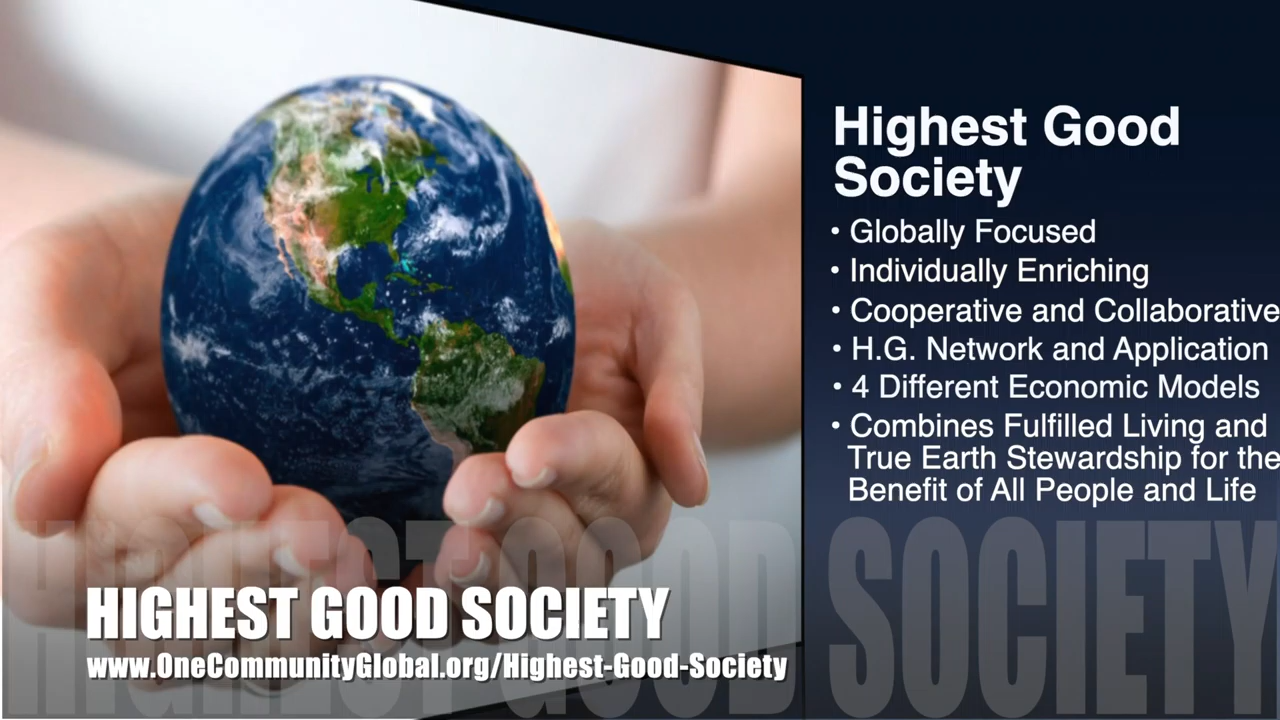 Highest Good
Society
• Globally Focused
• Individually Enriching
• Cooperative and Collaborative
• H.G. Network and Application
• 4 Different Economic Models
• Combines Fulfilled Living and
True Earth Stewardship for the
Benefit of All People and Life
HIGHEST GOOD SOCIETY
HIGHEST GOOD SOCIETY
www.OneCommunityGlobal.org/Highest-Good-Society